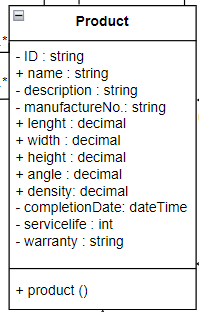 Product
- ID : string
+ name : string
- description : string
- manufactureNo.: string
+ lenght : decimal
+ width : decimal
+ height : decimal
+ angle : decimal
+ density: decimal
- completionDate: dateTime
- servicelife : int
- warranty : string
+ product ()